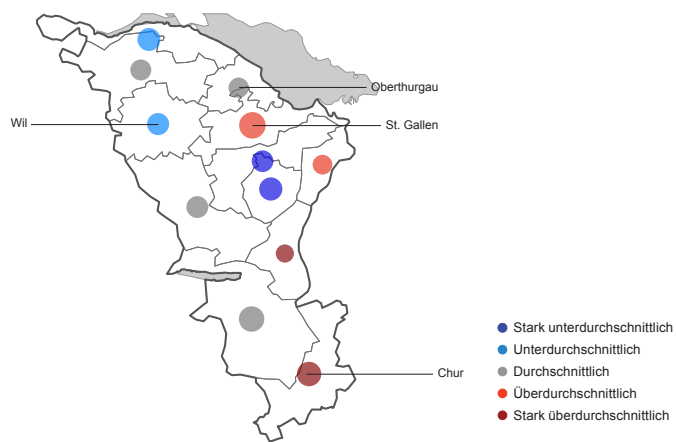 Oberthurgau
Wil
St. Gallen
Chur
Stark unterdurchschnittlich
Unterdurchschnittlich
Durchschnittlich
Überdurchschnittlich
Stark überdurchschnittlich